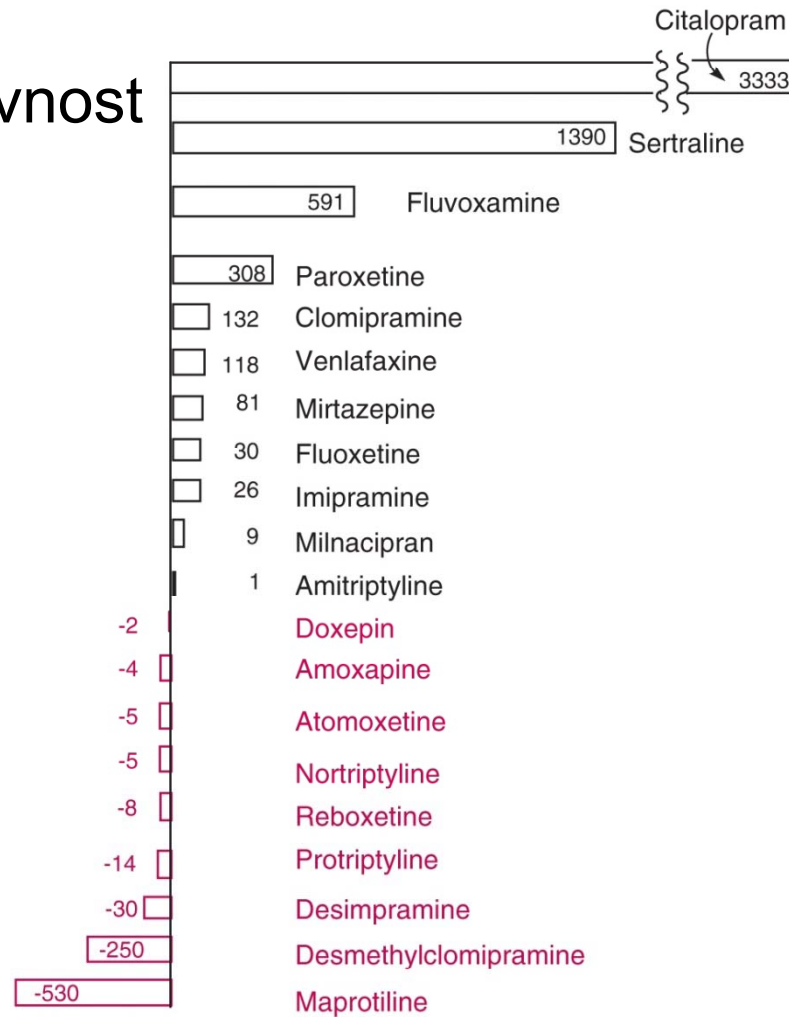 Citalopram
3333
vnost
1390 Sertraline
591 Fluvoxamine
308 Paroxetine
132 Clomipramine
118 Venlafaxine
81 Mirtazepine
30 Fluoxetine
26 Imipramine
9 Milnacipran
1 Amitriptyline
-2 Doxepin
-4 Amoxapine
-5 Atomoxetine
-5 Nortriptyline
-8 Reboxetine
-14 Protriptyline
-30 Desimpramine
-250 Desmethylclomipramine
-530 Maprotiline